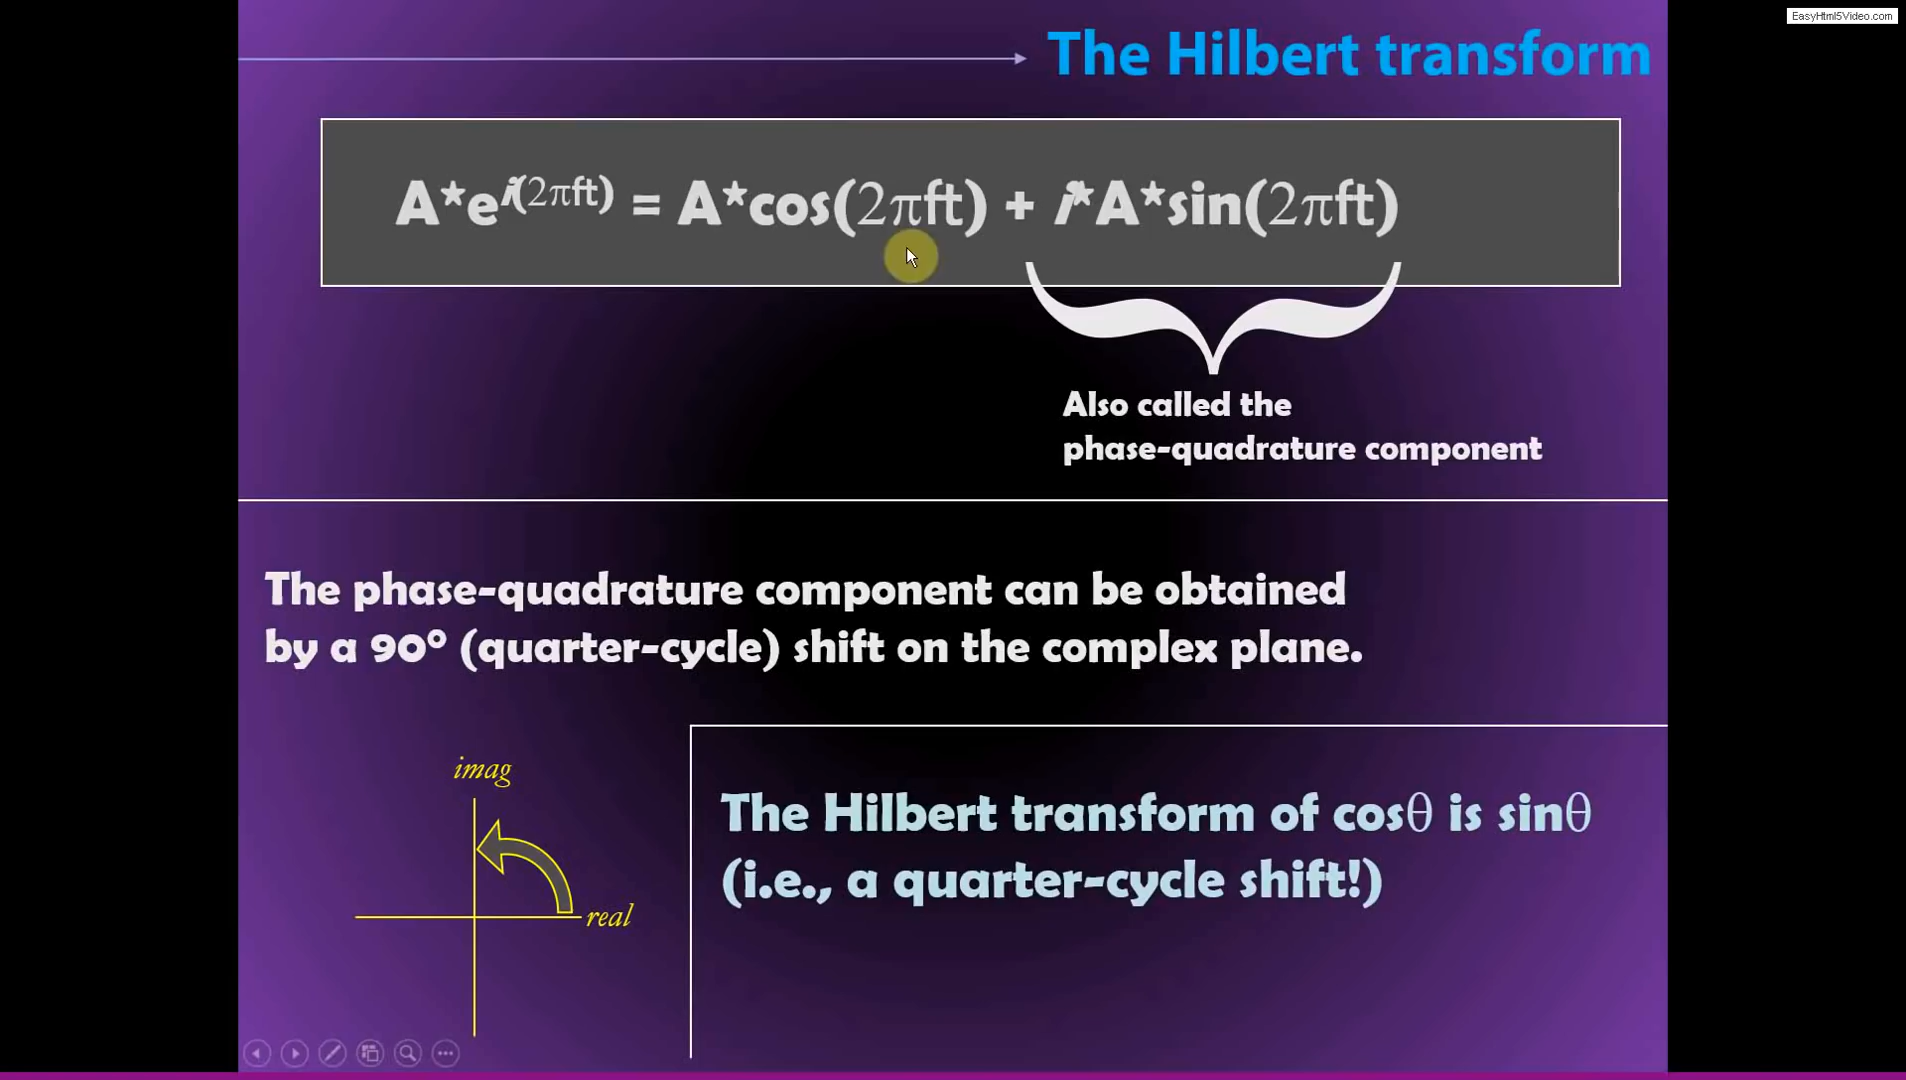 EasyHtml5Video.com
The Hilbert transform
A*e^i(2πft) = A*cos(2πft) + i*A*sin(2πft)
Also called the
phase-quadrature component
The phase-quadrature component can be obtained
by a 90° (quarter-cycle) shift on the complex plane.
imag
real
The Hilbert transform of cosθ is sinθ
(i.e., a quarter-cycle shift!)